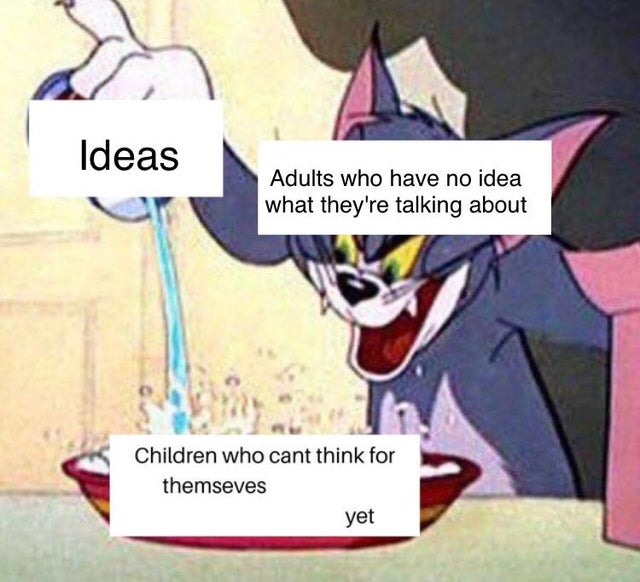 Ideas
Adults who have no idea
what they're talking about
Children who cant think for
themseves
yet